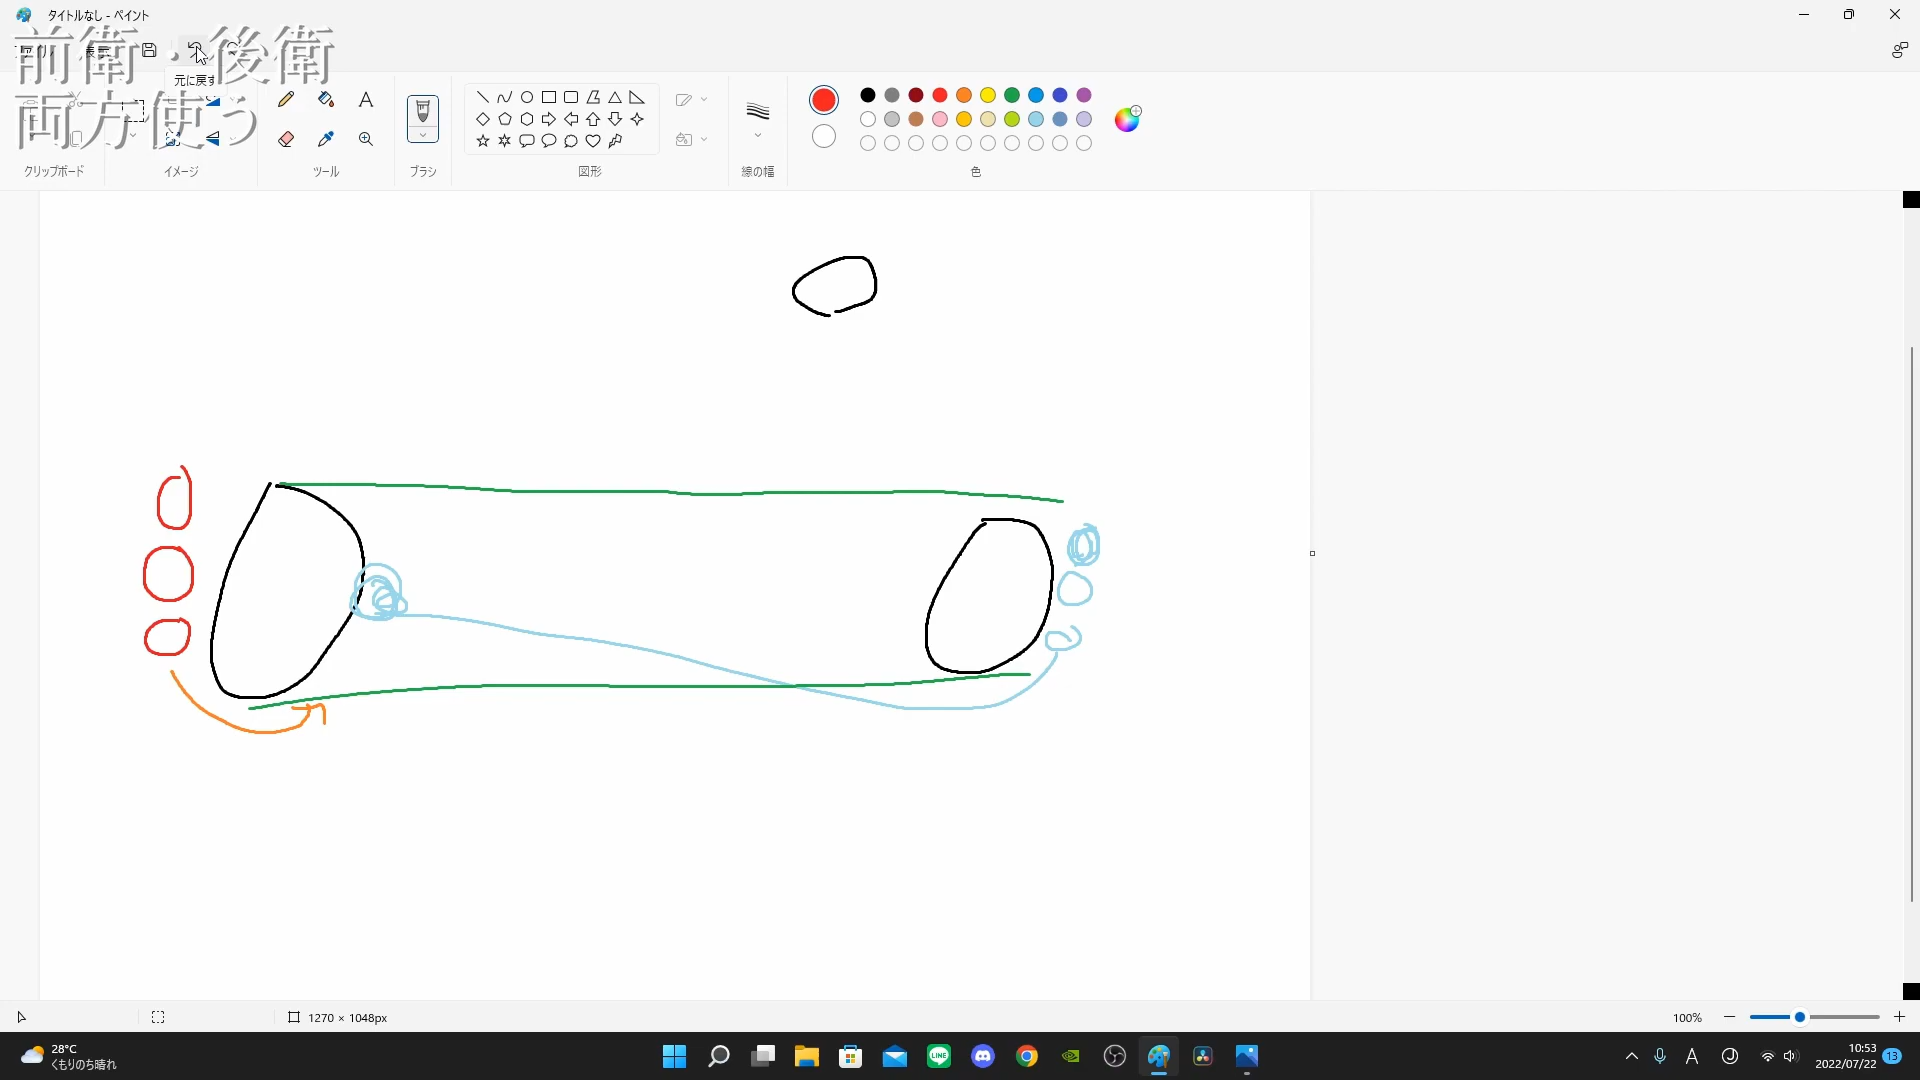 タイトルなし - ペイント
前衛・後衛
両方使う
元に戻す
クリップボード
イメージ
ツール
ブラシ
図形
線の幅
色
1270 × 1048px
100%
28°C
くもりのち晴れ
LINE
A
10:53
2022/07/22
13